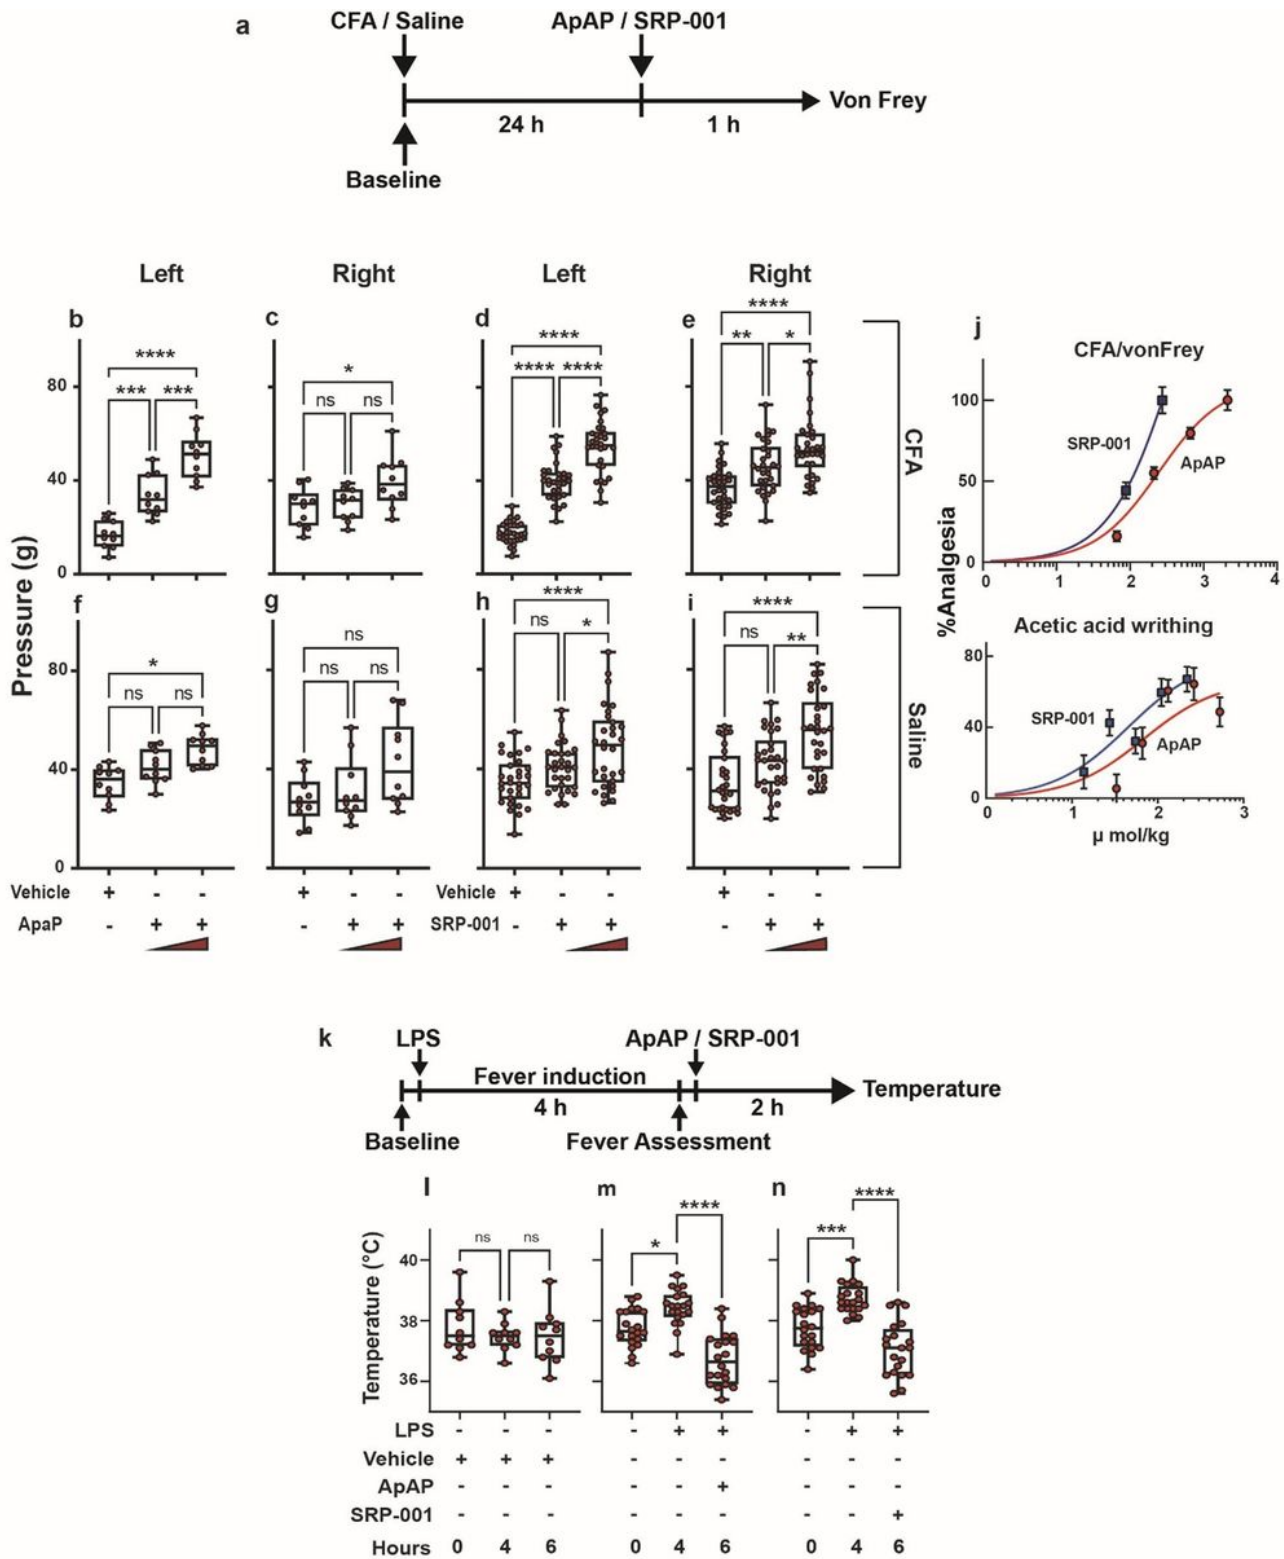 a
CFA / Saline
ApAP / SRP-001
24 h
1 h
Von Frey
Baseline
Left
Right
Left
Right
b
c
d
e
j
****
***
***
*
ns
ns
****
****
****
****
**
*
CFA
CFA/vonFrey
100
50
0
SRP-001
ApAP
0
1
2
3
4
80
40
0
Pressure (g)
%Analgesia
f
g
h
i
*
ns
ns
ns
ns
ns
****
ns
*
****
ns
**
Saline
80
40
0
Acetic acid writhing
80
40
0
SRP-001
ApAP
0
1
2
3
μ mol/kg
Vehicle + - - + - - Vehicle + - - + - -
ApaP - + + - + + SRP-001 - + + - + +
k
LPS
ApAP / SRP-001
Fever induction
4 h
2 h
Temperature
Baseline
Fever Assessment
l
m
n
ns
ns
*
****
***
****
Temperature (°C)
40
38
36
LPS - - - - + + - + +
Vehicle + + + - - - - - -
ApAP - - - - - + - - -
SRP-001 - - - - - - - - +
Hours 0 4 6 0 4 6 0 4 6